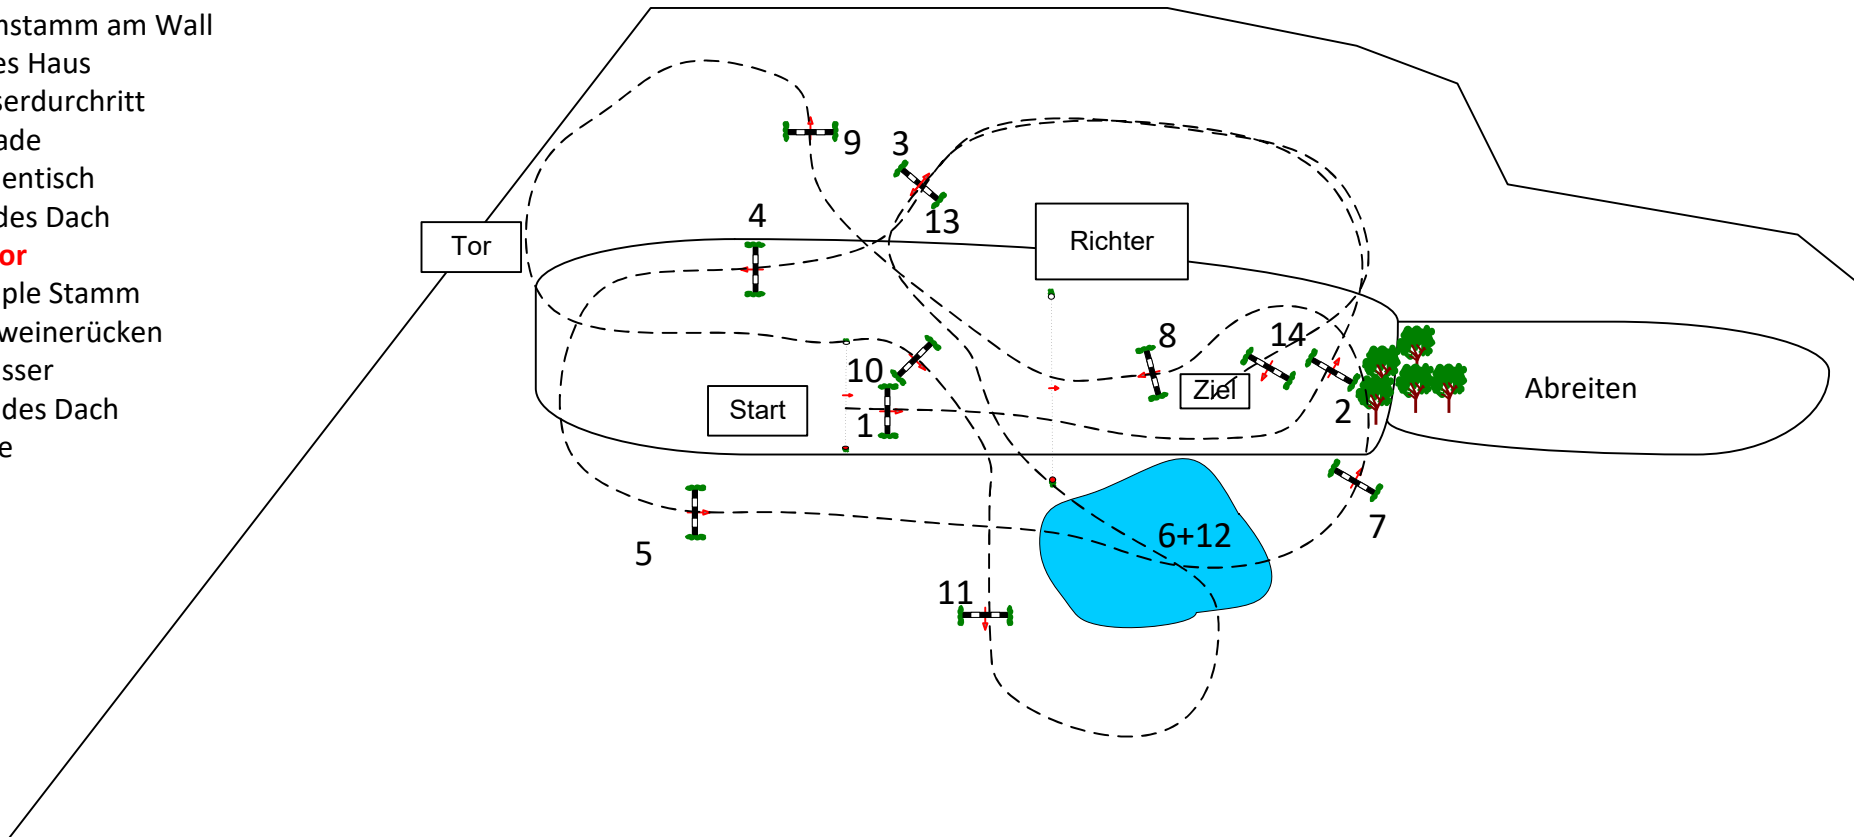 nstamm am Wall
es Haus
serdurchritt
ade
entisch
des Dach
or
ple Stamm
weinerücken
sser
des Dach
e
9
3
13
4
Tor
Richter
8
14
10
Ziel
2
Abreiten
Start
1
7
6+12
5
11